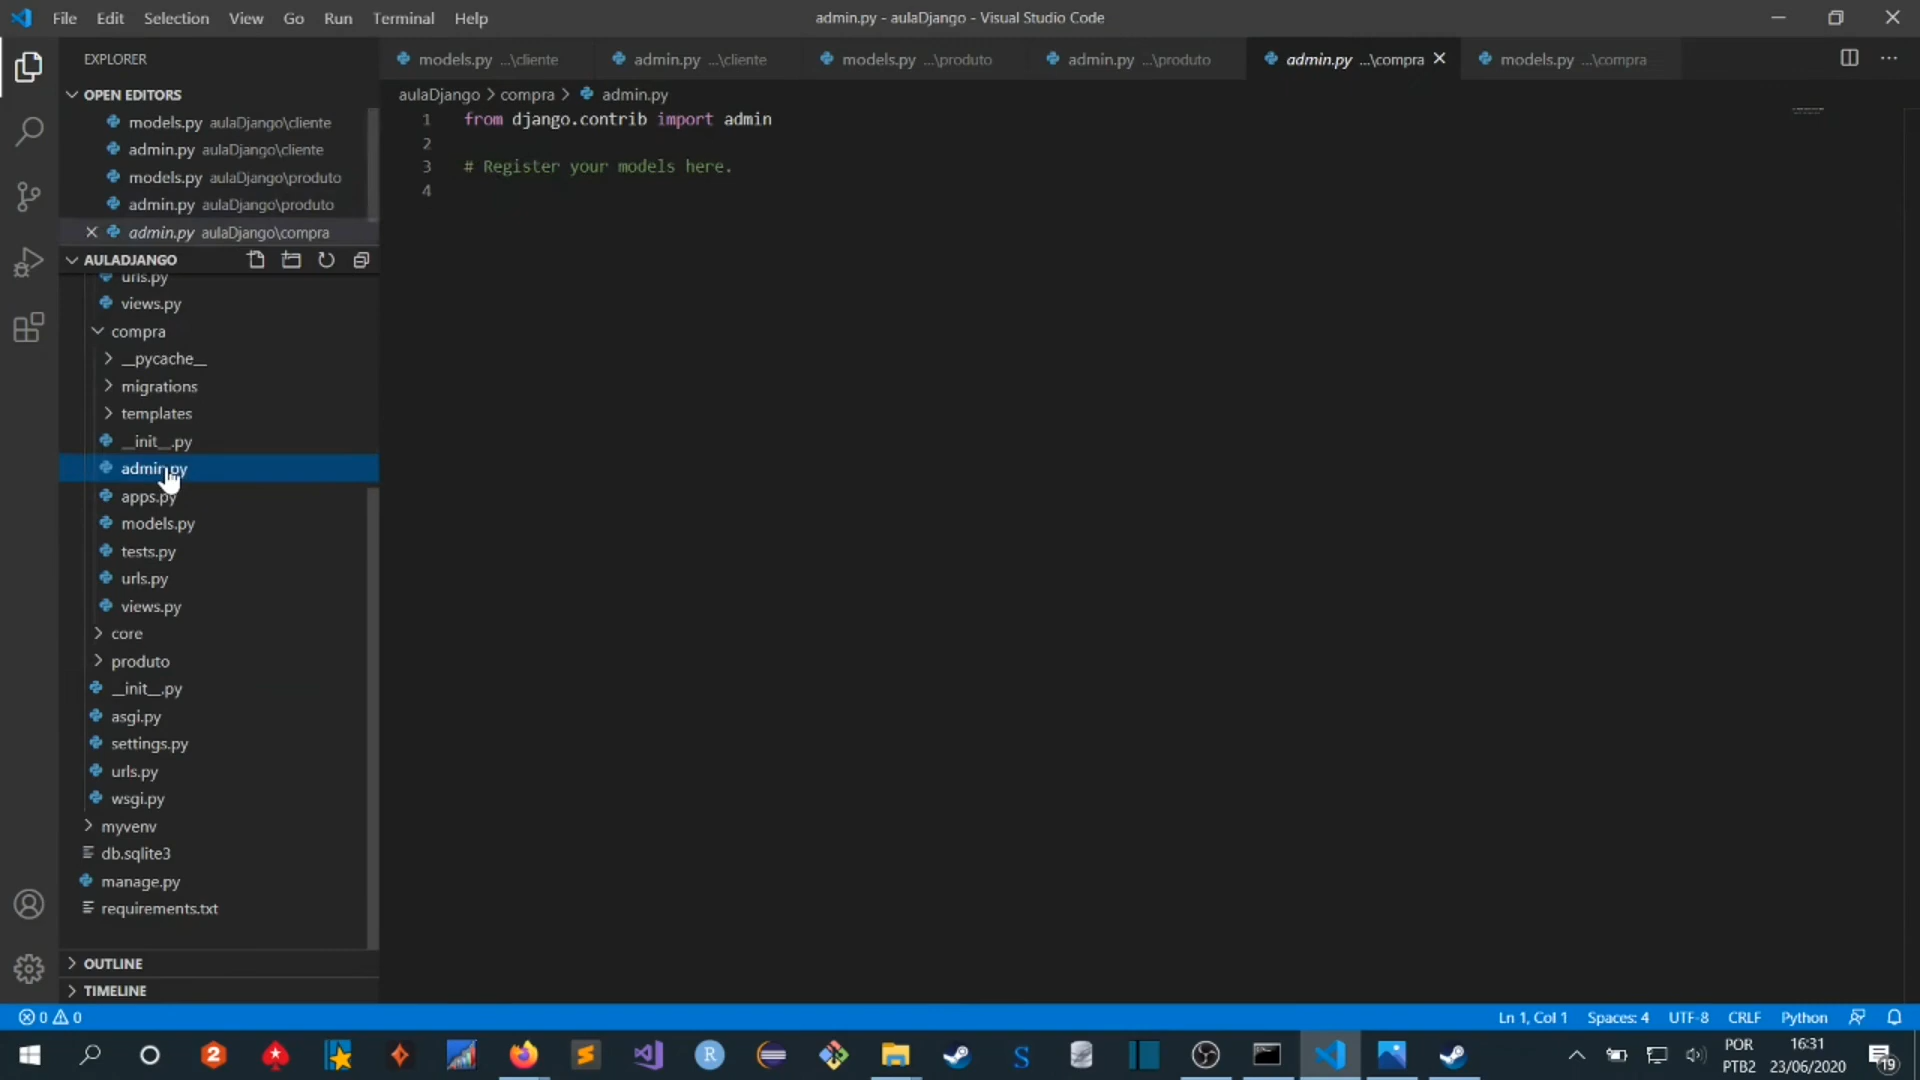 File Edit Selection View Go Run Terminal Help
admin.py - aulaDjango - Visual Studio Code
EXPLORER
models.py ...\cliente
admin.py ...\cliente
models.py ...\produto
admin.py ...\produto
admin.py ...\compra
models.py ...\compra
OPEN EDITORS
models.py aulaDjango\cliente
admin.py aulaDjango\cliente
models.py aulaDjango\produto
admin.py aulaDjango\produto
admin.py aulaDjango\compra
AULADJANGO
urls.py
views.py
compra
__pycache__
migrations
templates
__init__.py
admin.py
apps.py
models.py
tests.py
urls.py
views.py
core
produto
__init__.py
asgi.py
settings.py
urls.py
wsgi.py
myvenv
db.sqlite3
manage.py
requirements.txt
OUTLINE
TIMELINE
aulaDjango > compra > admin.py
1 from django.contrib import admin
2
3 # Register your models here.
4
0 0
Ln 1, Col 1 Spaces: 4 UTF-8 CRLF Python
2
R
S
POR
PTB2
16:31
23/06/2020
19